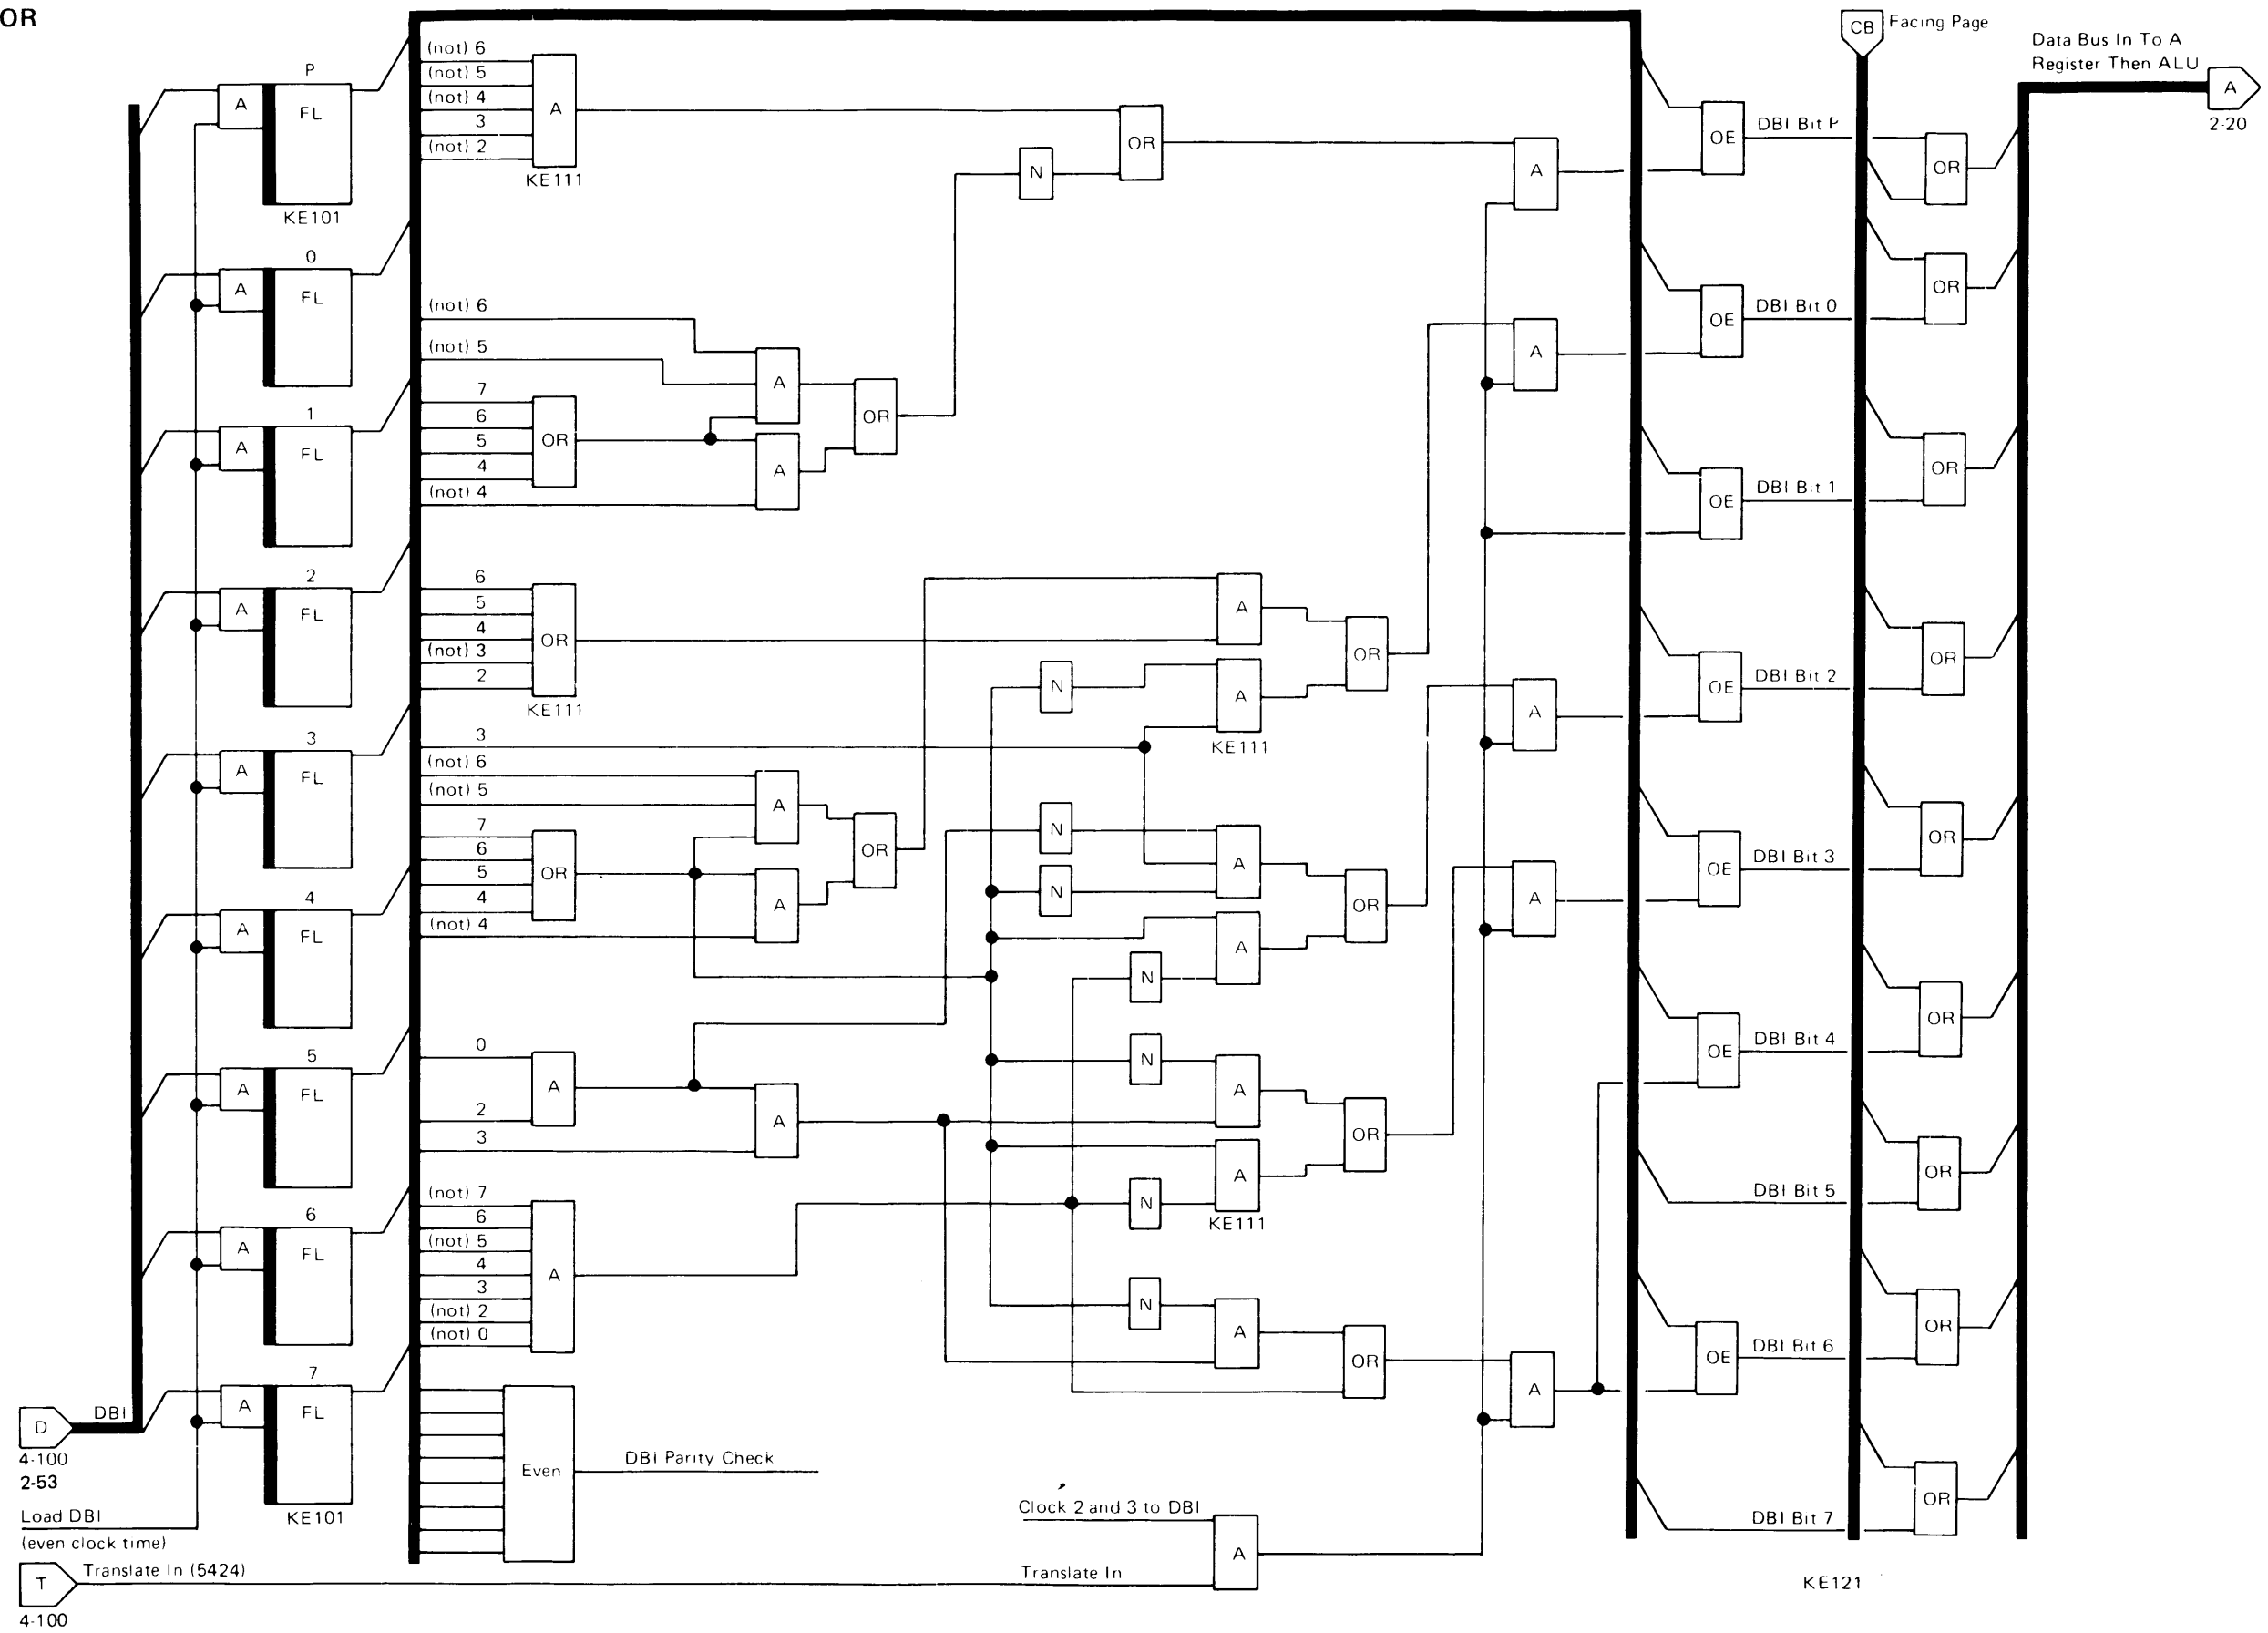 OR
CB
Facing Page
Data Bus In To A
Register Then ALU
A
2-20
P
A
FL
KE101
0
A
FL
1
A
FL
2
A
FL
3
A
FL
4
A
FL
5
A
FL
6
A
FL
7
A
FL
KE101
D
DBI
4-100
2-53
Load DBI
(even clock time)
T
Translate In (5424)
4-100
(not) 6
(not) 5
(not) 4
3
(not) 2
A
KE111
(not) 6
(not) 5
7
6
5
4
(not) 4
OR
A
A
OR
N
OR
6
5
4
(not) 3
2
OR
KE111
3
(not) 6
(not) 5
7
6
5
4
(not) 4
OR
A
A
OR
0
2
3
A
A
(not) 7
6
(not) 5
4
3
(not) 2
(not) 0
A
Even
DBI Parity Check
A
N
A
KE111
OR
N
N
A
A
N
OR
N
A
A
N
KE111
OR
N
A
OR
Clock 2 and 3 to DBI
Translate In
A
A
A
A
A
A
OE
DBI Bit P
OR
OE
DBI Bit 0
OR
OE
DBI Bit 1
OR
OE
DBI Bit 2
OR
OE
DBI Bit 3
OR
OE
DBI Bit 4
OR
DBI Bit 5
OR
OE
DBI Bit 6
OR
DBI Bit 7
OR
KE121